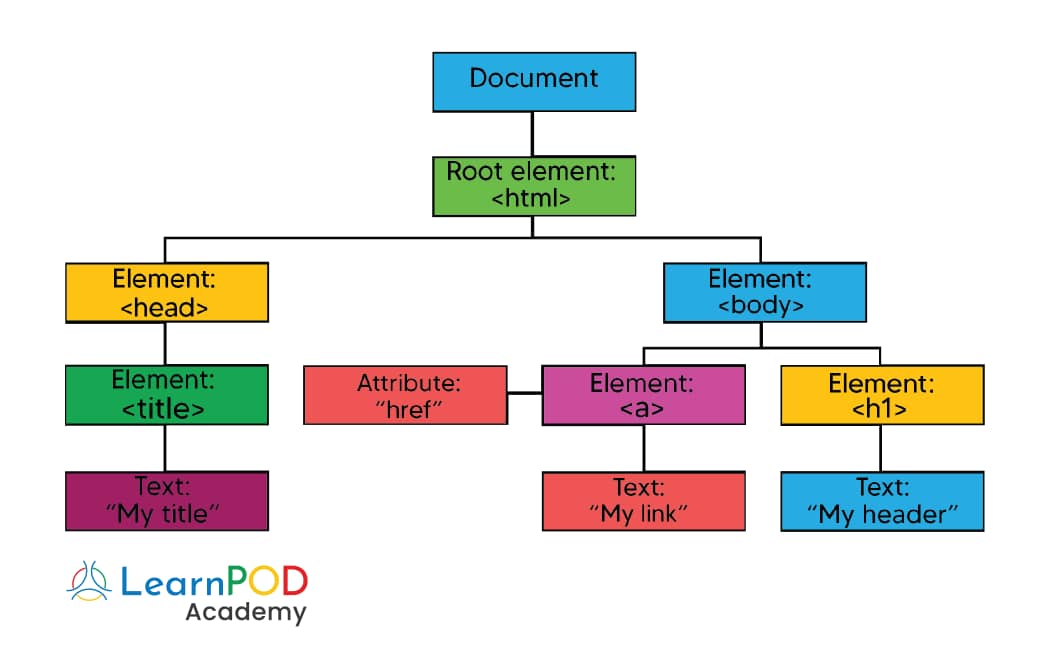 Document
Root element:
<html>
Element:
<head>
Element:
<body>
Element:
<title>
Attribute:
“href”
Element:
<a>
Element:
<h1>
Text:
“My title”
Text:
“My link”
Text:
“My header”
LearnPOD
Academy